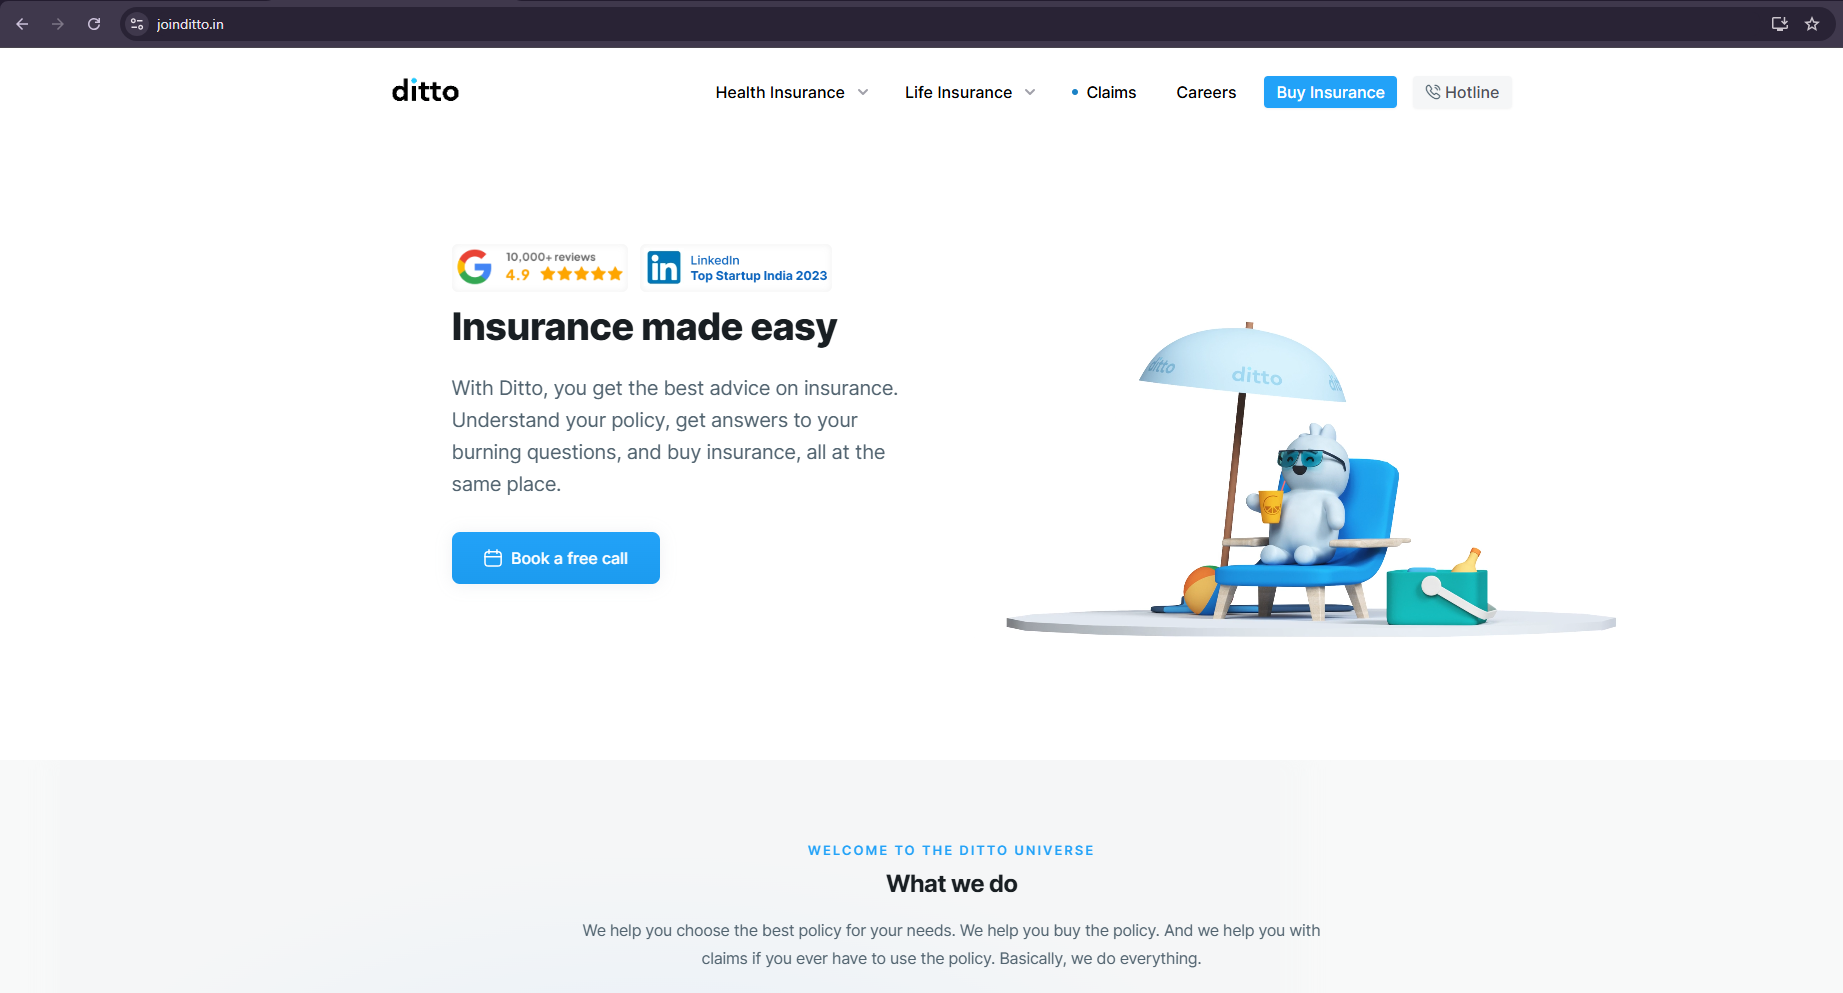 joinditto.in
ditto
Health Insurance
Life Insurance
Claims
Careers
Buy Insurance
Hotline
10,000+ reviews
4.9
LinkedIn
Top Startup India 2023
Insurance made easy
With Ditto, you get the best advice on insurance.
Understand your policy, get answers to your
burning questions, and buy insurance, all at the
same place.
Book a free call
ditto
ditto
dit
WELCOME TO THE DITTO UNIVERSE
What we do
We help you choose the best policy for your needs. We help you buy the policy. And we help you with
claims if you ever have to use the policy. Basically, we do everything.